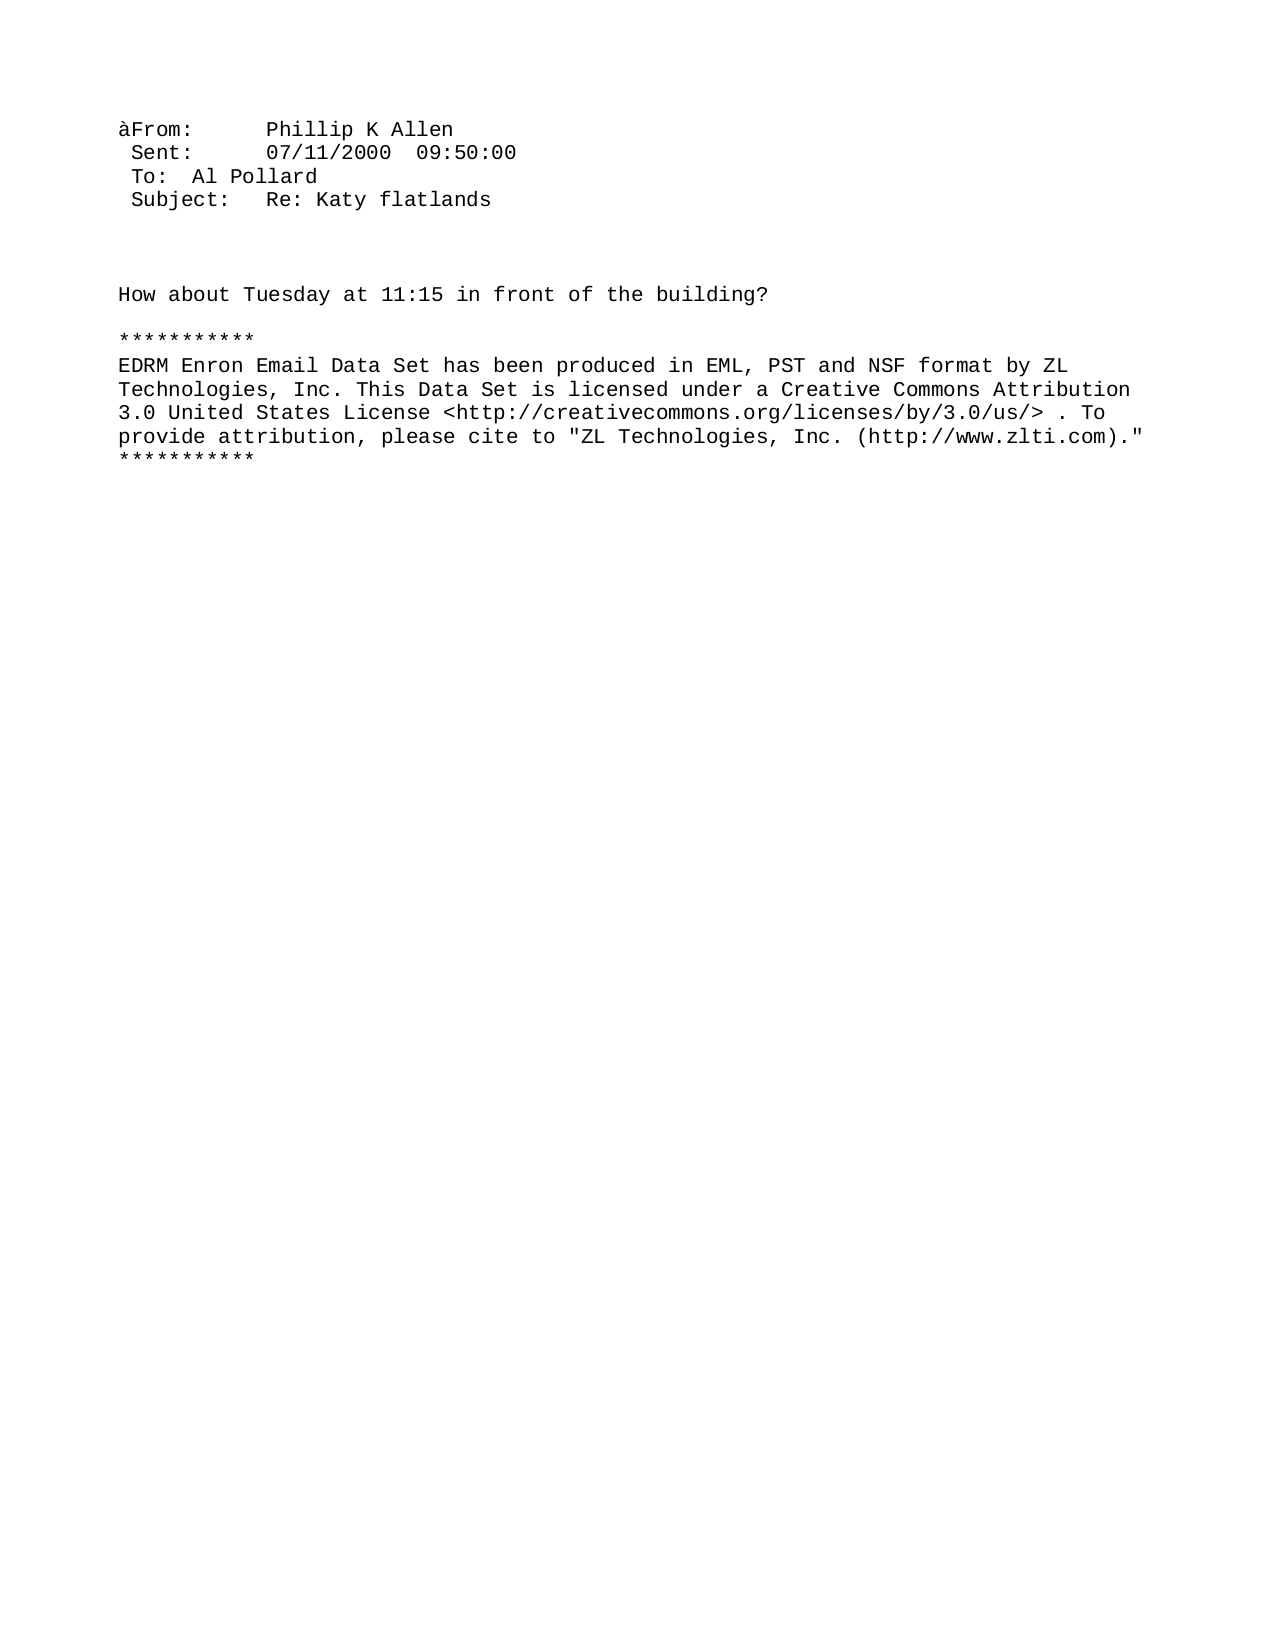 àFrom: Phillip K Allen
Sent: 07/11/2000 09:50:00
To: Al Pollard
Subject: Re: Katy flatlands
How about Tuesday at 11:15 in front of the building?
***********
EDRM Enron Email Data Set has been produced in EML, PST and NSF format by ZL
Technologies, Inc. This Data Set is licensed under a Creative Commons Attribution
3.0 United States License <http://creativecommons.org/licenses/by/3.0/us/> . To
provide attribution, please cite to "ZL Technologies, Inc. (http://www.zlti.com)."
***********